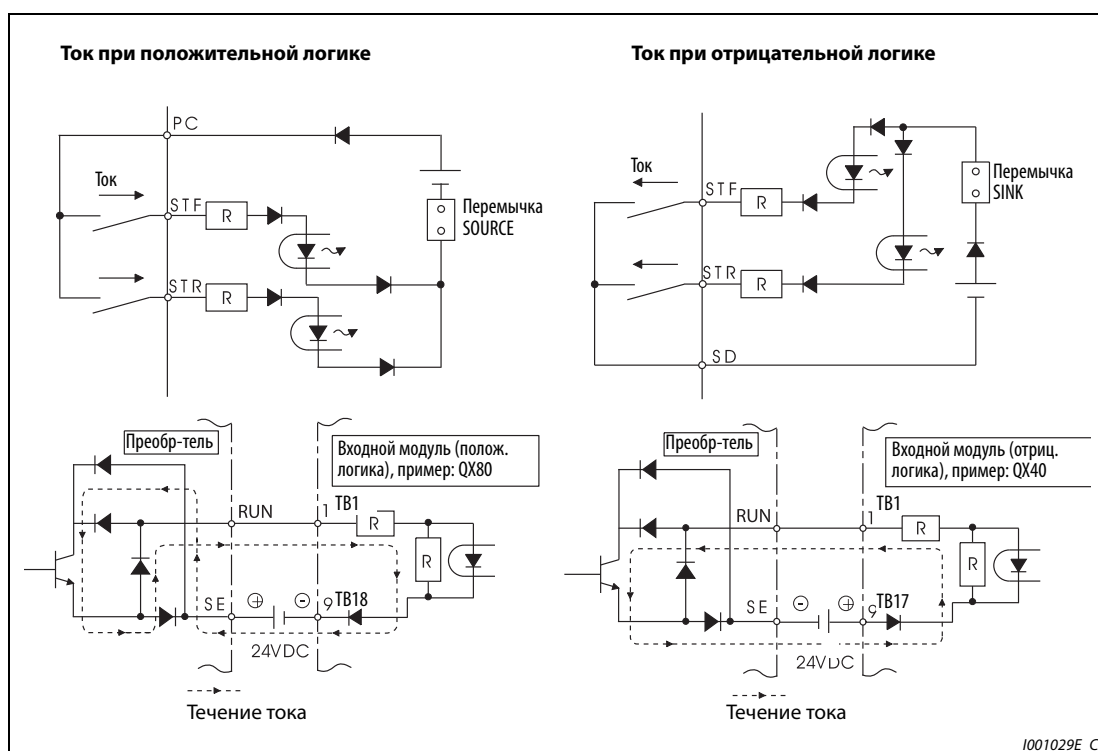 Ток при положительной логике
PC
Ток
STF
R
Перемычка
SOURCE
STR
R
Ток при отрицательной логике
Ток
STF
R
Перемычка
SINK
STR
R
SD
Преобр-тель
Входной модуль (полож.
логика), пример: QX80
RUN
1
TB1
R
R
SE
⊕
⊖
9
TB18
24VDC
Течение тока
Преобр-тель
Входной модуль (отриц.
логика), пример: QX40
RUN
1
TB1
R
R
SE
⊖
⊕
9
TB17
24VDC
Течение тока
I001029E_C